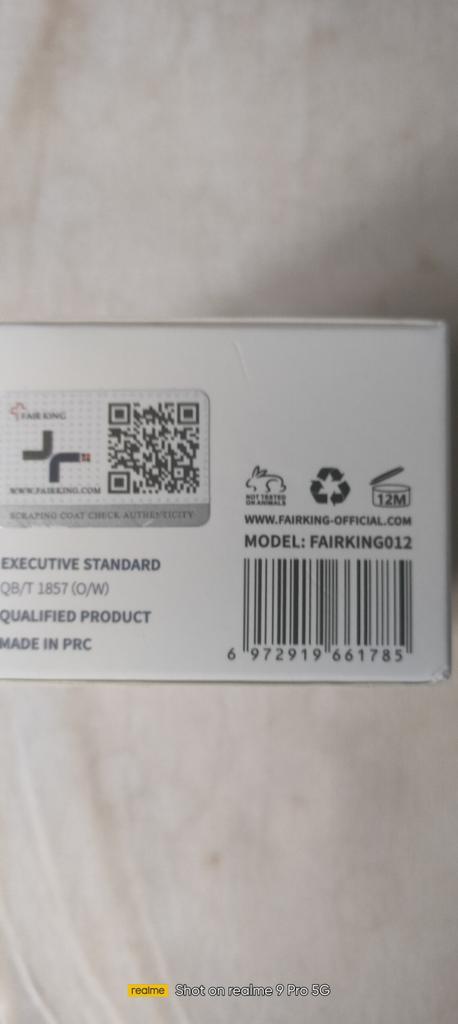 FAIR KING
WWW.FAIRKING.COM
SCRAPING COAT CHECK AUTHENTICITY
EXECUTIVE STANDARD
QB/T 1857 (O/W)
QUALIFIED PRODUCT
MADE IN PRC
NOT TESTED
ON ANIMALS
12M
WWW.FAIRKING-OFFICIAL.COM
MODEL: FAIRKING012
6 972919 661785
realme Shot on realme 9 Pro 5G